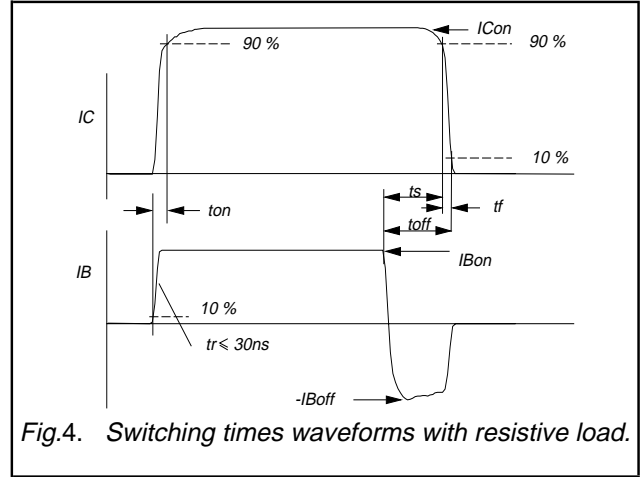 ICon
90 %
90 %
IC
10 %
ts
ton
tf
toff
IBon
IB
10 %
tr ≤ 30ns
-IBoff
Fig.4. Switching times waveforms with resistive load.